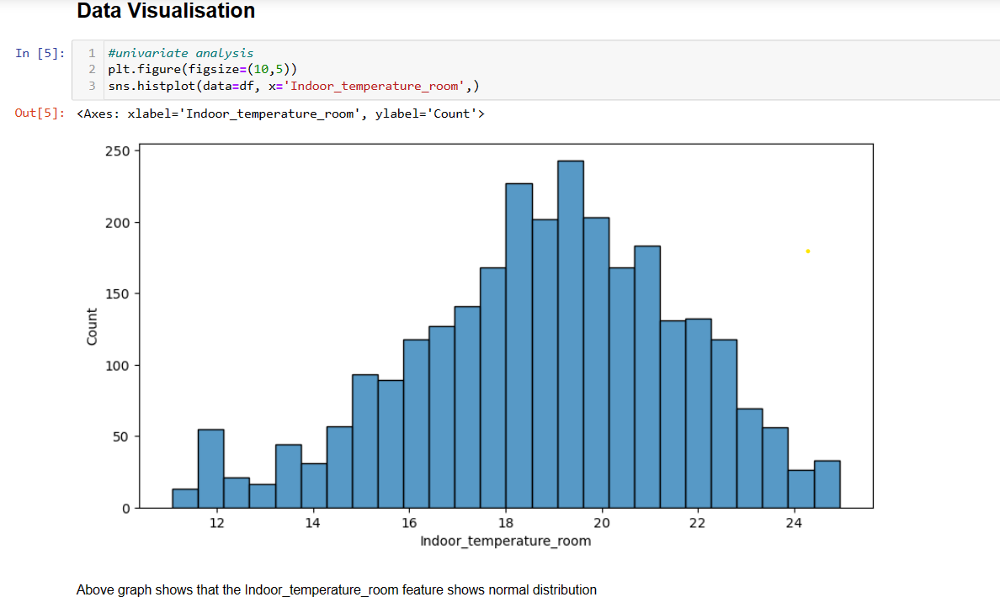 Data Visualisation
In [5]:
1 #univariate analysis
2 plt.figure(figsize=(10,5))
3 sns.histplot(data=df, x='Indoor_temperature_room',)
Out[5]: <Axes: xlabel='Indoor_temperature_room', ylabel='Count'>
250
200
150
100
50
0
Count
12 14 16 18 20 22 24
Indoor_temperature_room
Above graph shows that the Indoor_temperature_room feature shows normal distribution